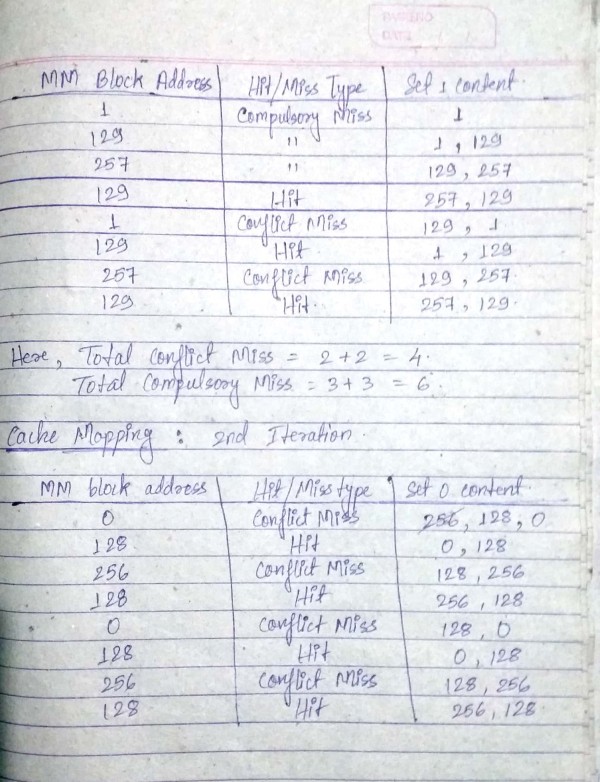 MM Block Address Hit/Miss Type Set 1 content.
1 Compulsory Miss 1
129 " 1, 129
257 " 129, 257
129 Hit 257, 129
1 Conflict Miss 129, 1.
129 Hit. 1, 129
257 Conflict Miss 129, 257.
129 Hit. 257, 129.
Here, Total Conflict Miss = 2+2 = 4.
Total Compulsory Miss = 3+3 = 6.
Cache Mapping : 2nd Iteration.
MM block address Hit/Miss type Set 0 content.
0 Conflict Miss 256, 128, 0
128 Hit 0, 128
256 Conflict Miss 128, 256
128 Hit 256, 128
0 Conflict Miss 128, 0
128 Hit 0, 128
256 Conflict Miss 128, 256
128 Hit 256, 128.